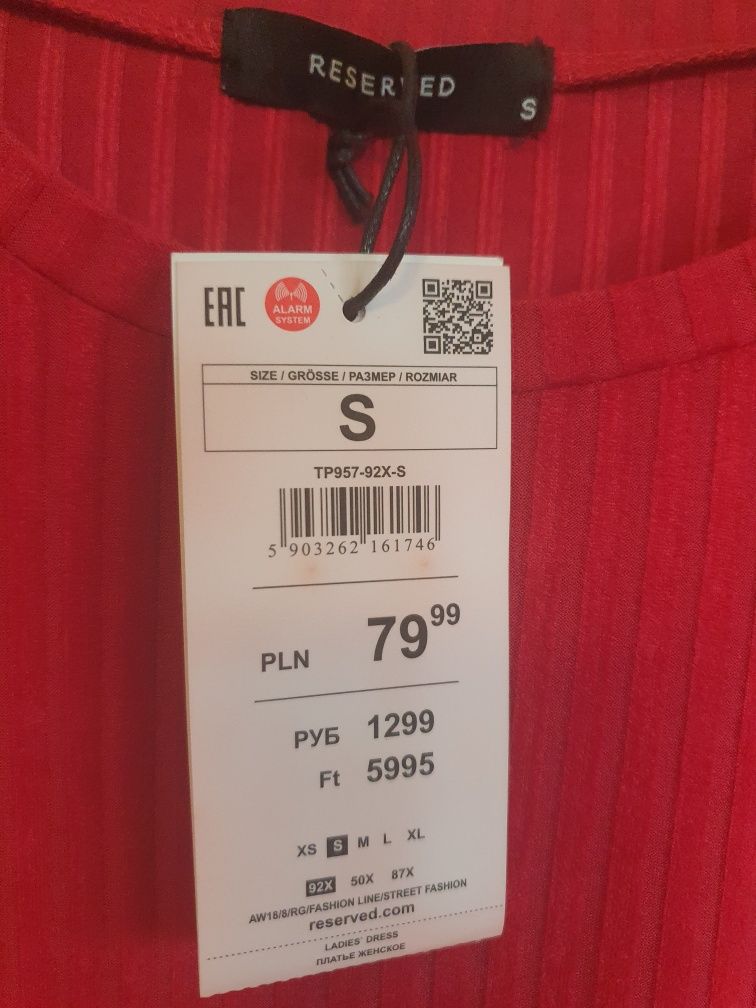 RESERVED
S
EAC
ALARM
SYSTEM
SIZE / GRÖSSE / РАЗМЕР / ROZMIAR
S
TP957-92X-S
5 903262 161746
PLN 79 99
РУБ 1299
Ft 5995
XS S M L XL
92X 50X 87X
AW18/8/RG/FASHION LINE/STREET FASHION
reserved.com
LADIES` DRESS
ПЛАТЬЕ ЖЕНСКОЕ